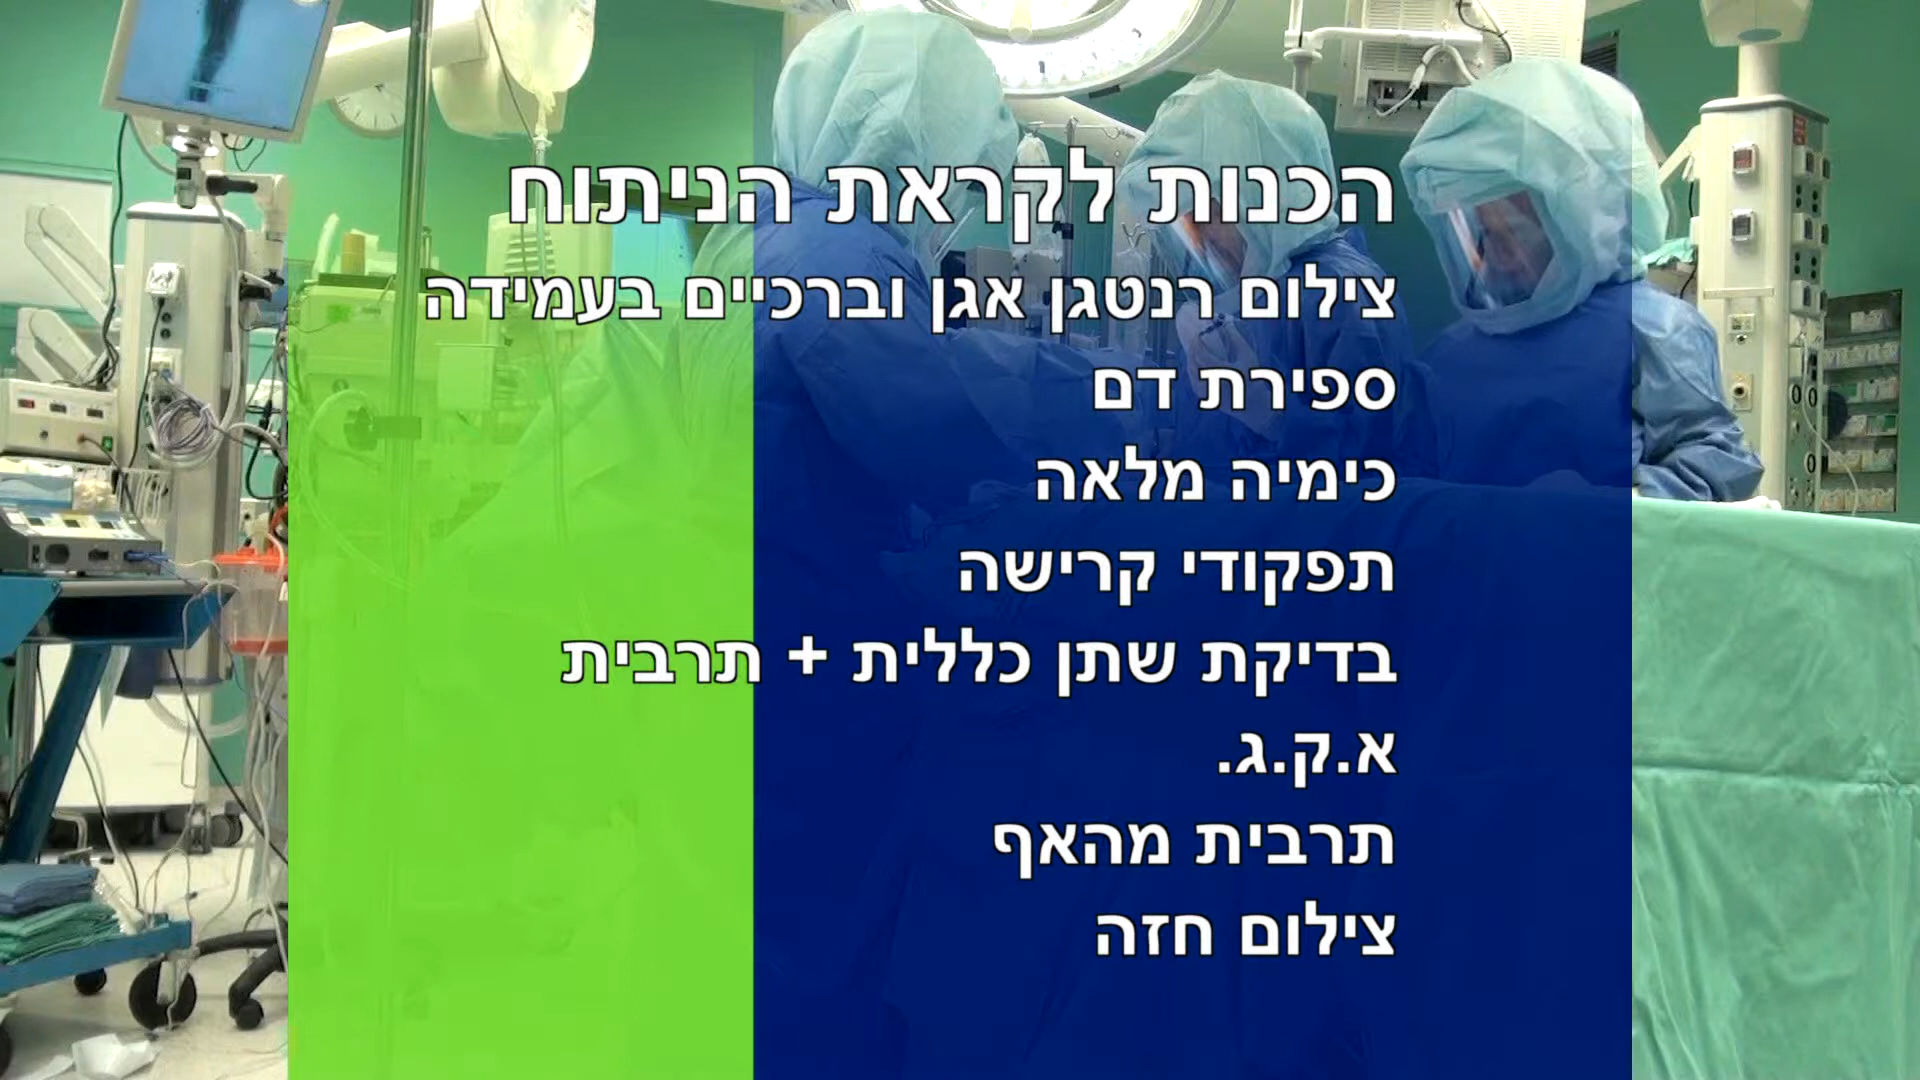 הכנות לקראת הניתוח
צילום רנטגן אגן וברכיים בעמידה
ספירת דם
כימיה מלאה
תפקודי קרישה
בדיקת שתן כללית + תרבית
א.ק.ג.
תרבית מהאף
צילום חזה